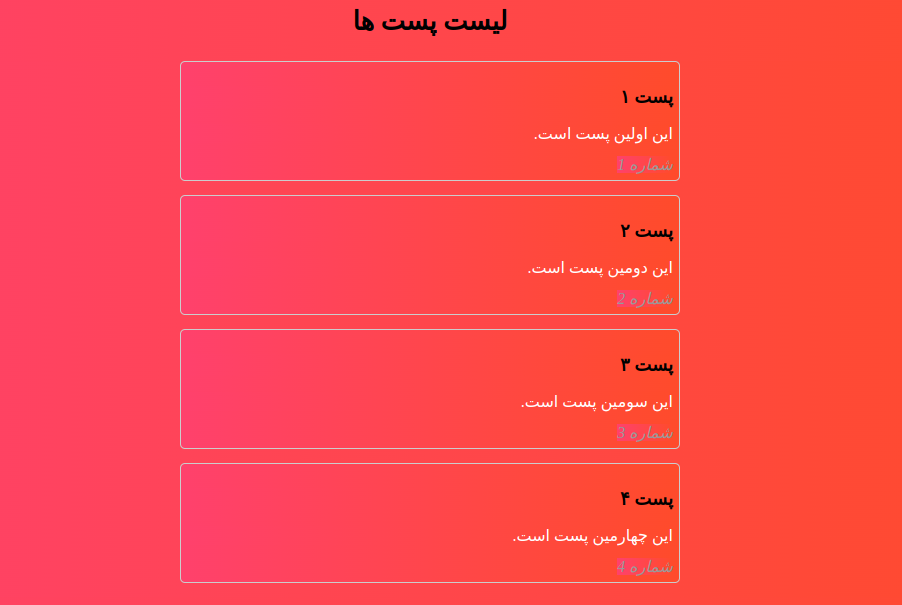 لیست پست ها
پست ۱
این اولین پست است.
شماره 1
پست ۲
این دومین پست است.
شماره 2
پست ۳
این سومین پست است.
شماره 3
پست ۴
این چهارمین پست است.
شماره 4